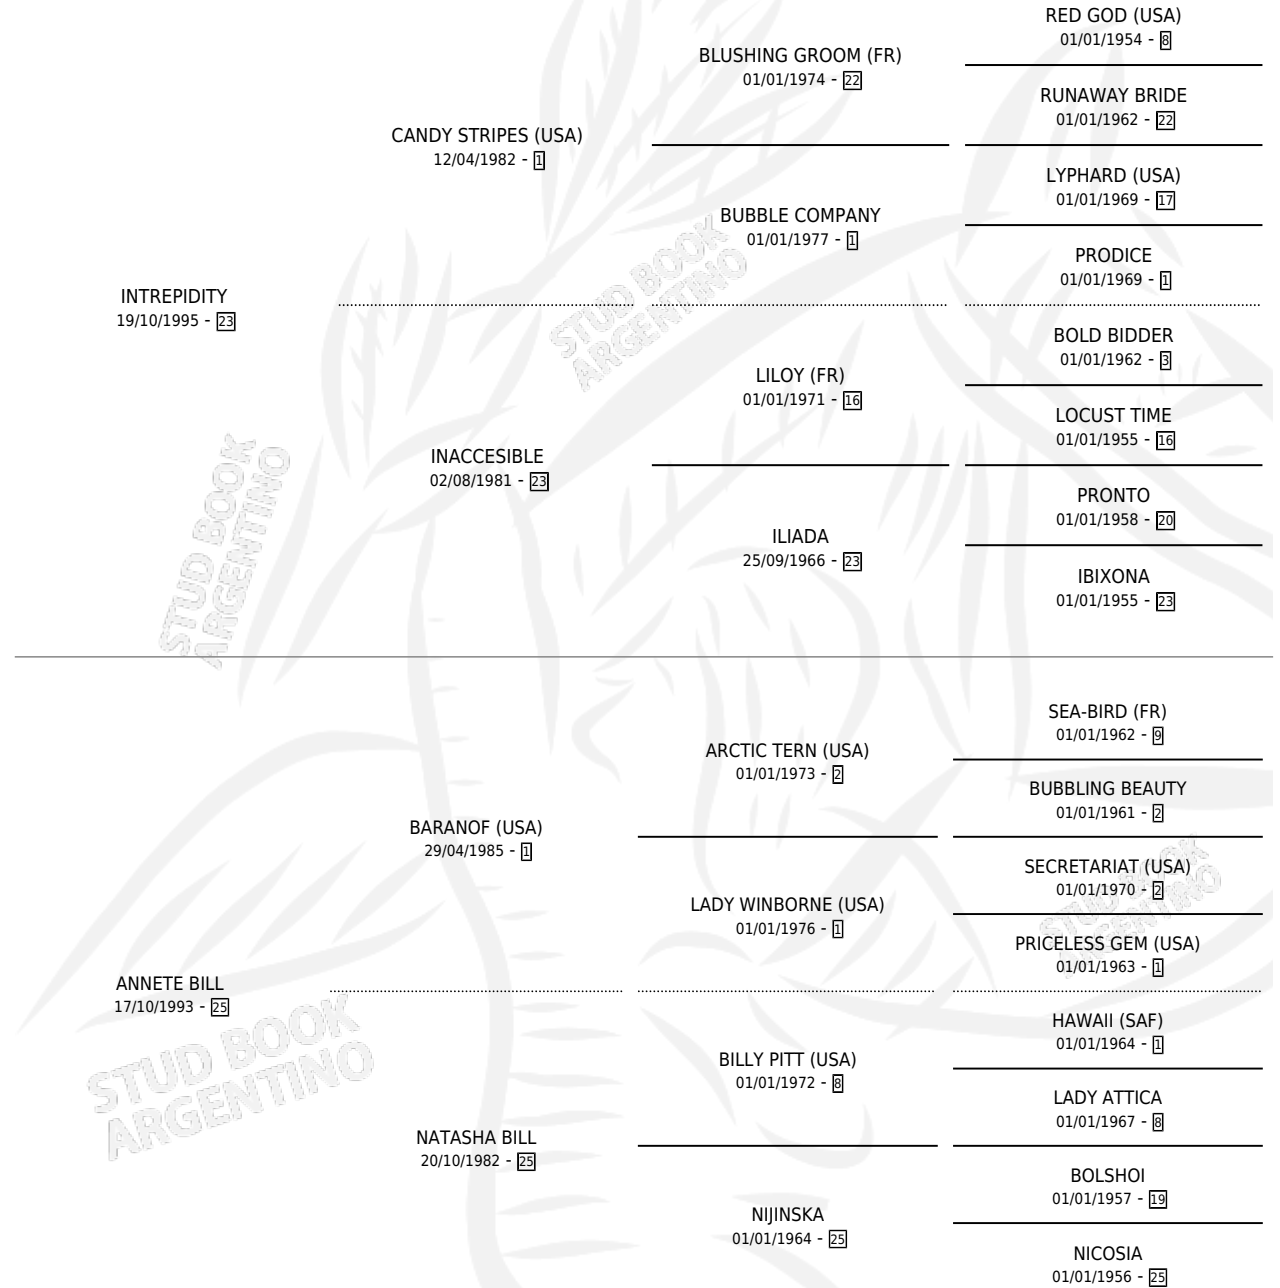 RED GOD (USA)
01/01/1954 - 8
BLUSHING GROOM (FR)
01/01/1974 - 22
RUNAWAY BRIDE
01/01/1962 - 22
CANDY STRIPES (USA)
12/04/1982 - 1
LYPHARD (USA)
01/01/1969 - 17
BUBBLE COMPANY
01/01/1977 - 1
PRODICE
01/01/1969 - 1
INTREPIDITY
19/10/1995 - 23
STUD BOOK
ARGENTINO
BOLD BIDDER
01/01/1962 - 3
LILOY (FR)
01/01/1971 - 16
LOCUST TIME
01/01/1955 - 16
INACCESIBLE
02/08/1981 - 23
PRONTO
01/01/1958 - 20
ILIADA
25/09/1966 - 23
IBIXONA
01/01/1955 - 23
STUD BOOK
ARGENTINO
SEA-BIRD (FR)
01/01/1962 - 9
ARCTIC TERN (USA)
01/01/1973 - 2
BUBBLING BEAUTY
01/01/1961 - 2
BARANOF (USA)
29/04/1985 - 1
SECRETARIAT (USA)
01/01/1970 - 2
LADY WINBORNE (USA)
01/01/1976 - 1
PRICELESS GEM (USA)
01/01/1963 - 1
STUD BOOK
ARGENTINO
ANNETE BILL
17/10/1993 - 25
HAWAII (SAF)
01/01/1964 - 1
BILLY PITT (USA)
01/01/1972 - 8
LADY ATTICA
01/01/1967 - 8
STUD BOOK
ARGENTINO
NATASHA BILL
20/10/1982 - 25
BOLSHOI
01/01/1957 - 19
NIJINSKA
01/01/1964 - 25
NICOSIA
01/01/1956 - 25